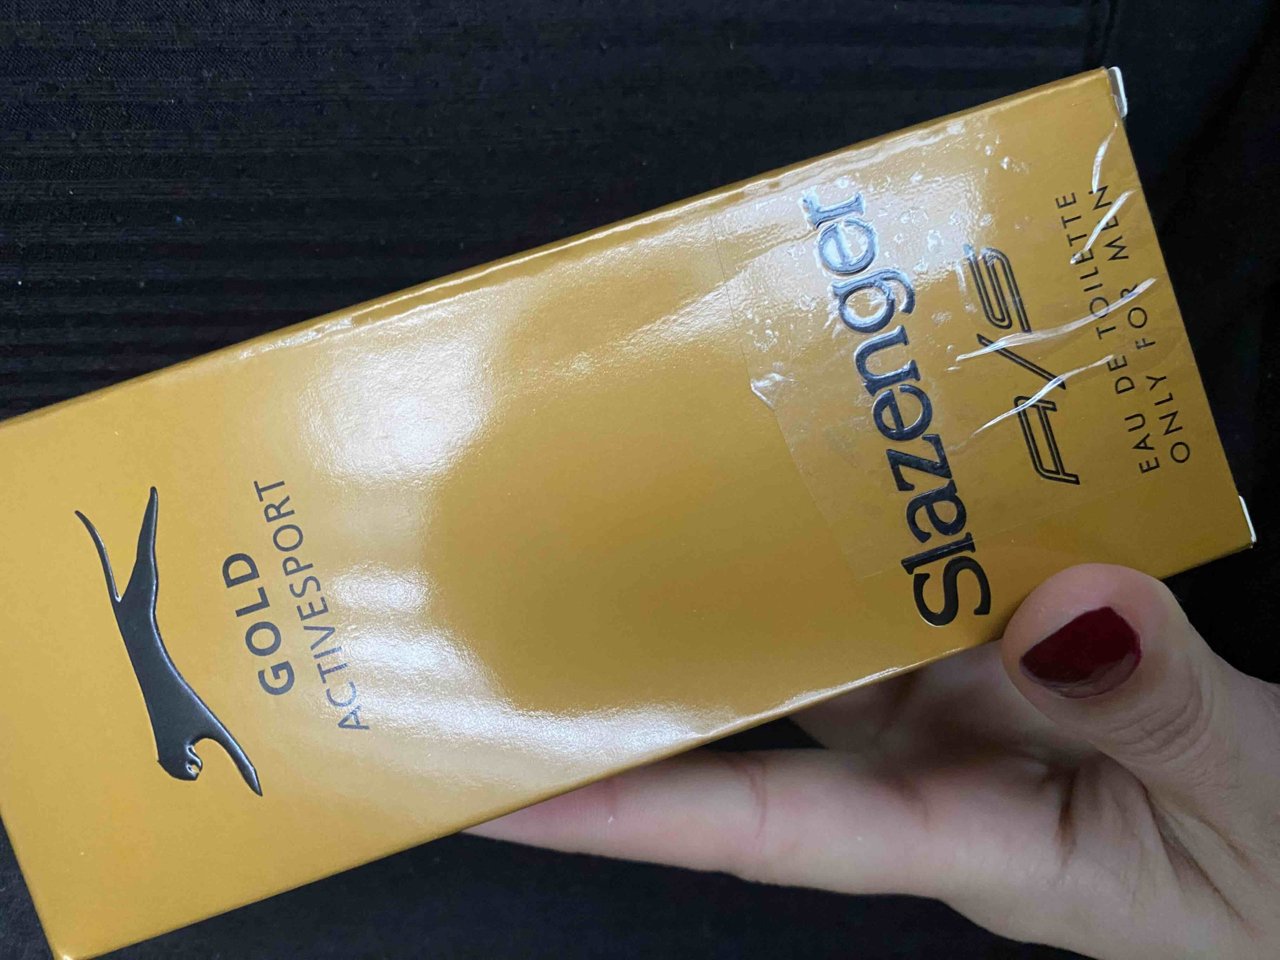 GOLD
ACTIVESPORT
Slazenger
A/S
EAU DE TOILETTE
ONLY FOR MEN